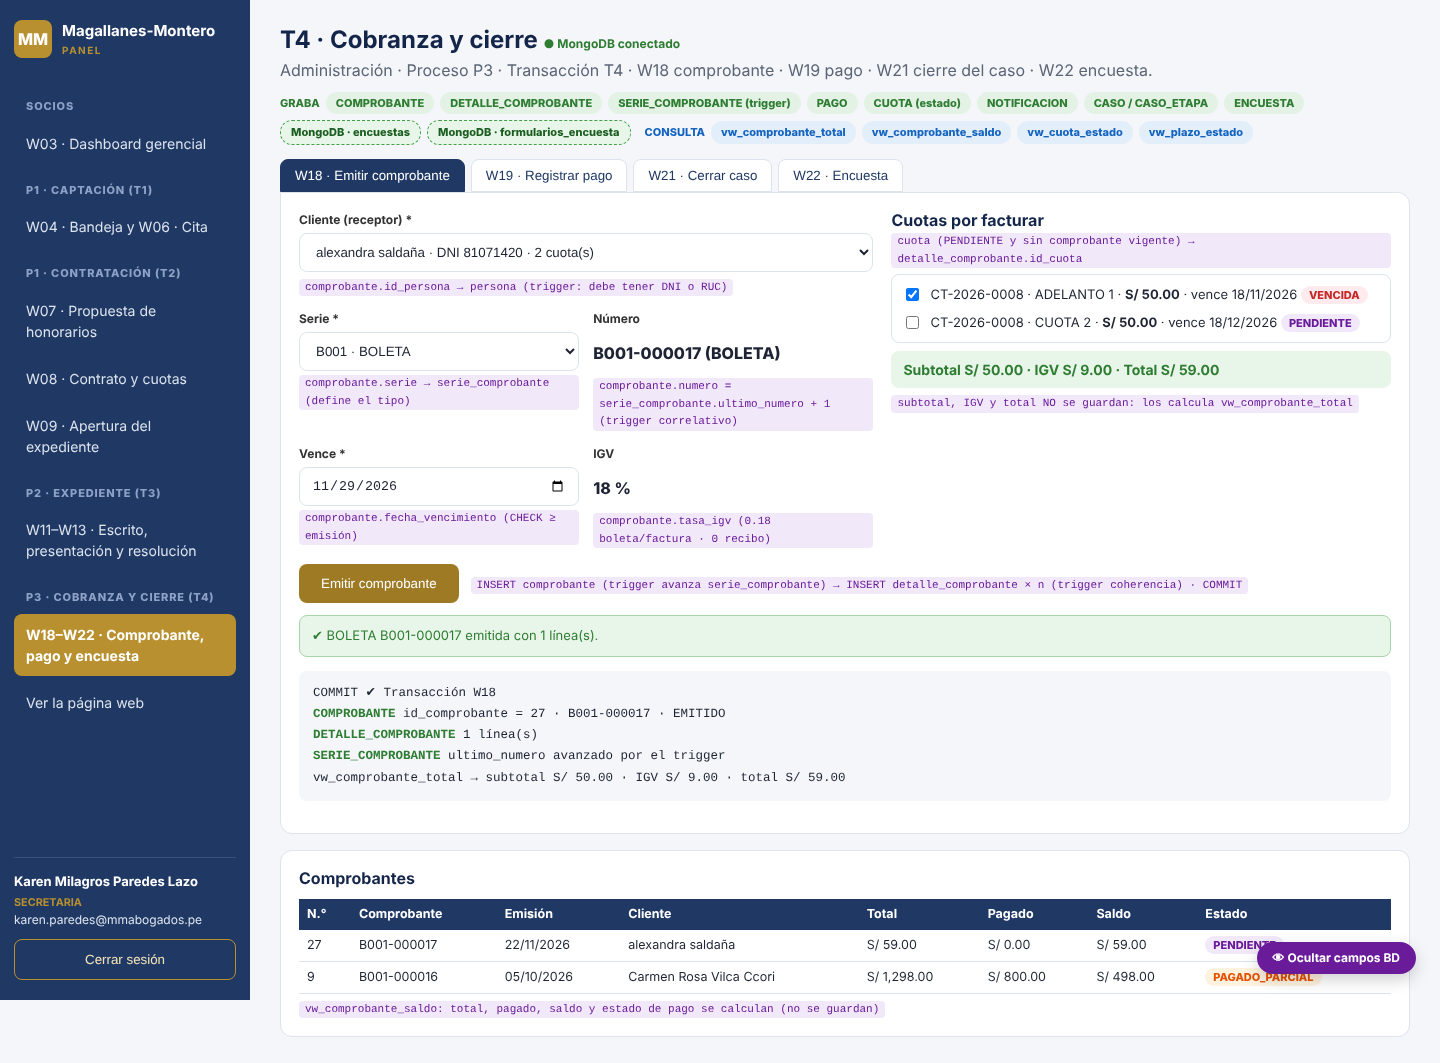 MM
Magallanes-Montero
PANEL
SOCIOS
W03 · Dashboard gerencial
P1 · CAPTACIÓN (T1)
W04 · Bandeja y W06 · Cita
P1 · CONTRATACIÓN (T2)
W07 · Propuesta de
honorarios
W08 · Contrato y cuotas
W09 · Apertura del
expediente
P2 · EXPEDIENTE (T3)
W11–W13 · Escrito,
presentación y resolución
P3 · COBRANZA Y CIERRE (T4)
W18–W22 · Comprobante,
pago y encuesta
Ver la página web
Karen Milagros Paredes Lazo
SECRETARIA
karen.paredes@mmabogados.pe
Cerrar sesión
T4 · Cobranza y cierre ● MongoDB conectado
Administración · Proceso P3 · Transacción T4 · W18 comprobante · W19 pago · W21 cierre del caso · W22 encuesta.
GRABA COMPROBANTE DETALLE_COMPROBANTE SERIE_COMPROBANTE (trigger) PAGO CUOTA (estado) NOTIFICACION CASO / CASO_ETAPA ENCUESTA
MongoDB · encuestas MongoDB · formularios_encuesta CONSULTA vw_comprobante_total vw_comprobante_saldo vw_cuota_estado vw_plazo_estado
W18 · Emitir comprobante W19 · Registrar pago W21 · Cerrar caso W22 · Encuesta
Cliente (receptor) *
alexandra saldaña · DNI 81071420 · 2 cuota(s)
comprobante.id_persona → persona (trigger: debe tener DNI o RUC)
Serie *
B001 · BOLETA
comprobante.serie → serie_comprobante
(define el tipo)
Número
B001-000017 (BOLETA)
comprobante.numero =
serie_comprobante.ultimo_numero + 1
(trigger correlativo)
Vence *
11/29/2026
comprobante.fecha_vencimiento (CHECK ≥
emisión)
IGV
18 %
comprobante.tasa_igv (0.18
boleta/factura · 0 recibo)
Cuotas por facturar
cuota (PENDIENTE y sin comprobante vigente) →
detalle_comprobante.id_cuota
CT-2026-0008 · ADELANTO 1 · S/ 50.00 · vence 18/11/2026 VENCIDA
CT-2026-0008 · CUOTA 2 · S/ 50.00 · vence 18/12/2026 PENDIENTE
Subtotal S/ 50.00 · IGV S/ 9.00 · Total S/ 59.00
subtotal, IGV y total NO se guardan: los calcula vw_comprobante_total
Emitir comprobante
INSERT comprobante (trigger avanza serie_comprobante) → INSERT detalle_comprobante × n (trigger coherencia) · COMMIT
✔ BOLETA B001-000017 emitida con 1 línea(s).
COMMIT ✔ Transacción W18
COMPROBANTE id_comprobante = 27 · B001-000017 · EMITIDO
DETALLE_COMPROBANTE 1 línea(s)
SERIE_COMPROBANTE ultimo_numero avanzado por el trigger
vw_comprobante_total → subtotal S/ 50.00 · IGV S/ 9.00 · total S/ 59.00
Comprobantes
N.° Comprobante Emisión Cliente Total Pagado Saldo Estado
27 B001-000017 22/11/2026 alexandra saldaña S/ 59.00 S/ 0.00 S/ 59.00 PENDIENTE
9 B001-000016 05/10/2026 Carmen Rosa Vilca Ccori S/ 1,298.00 S/ 800.00 S/ 498.00 PAGADO_PARCIAL
vw_comprobante_saldo: total, pagado, saldo y estado de pago se calculan (no se guardan)
Ocultar campos BD